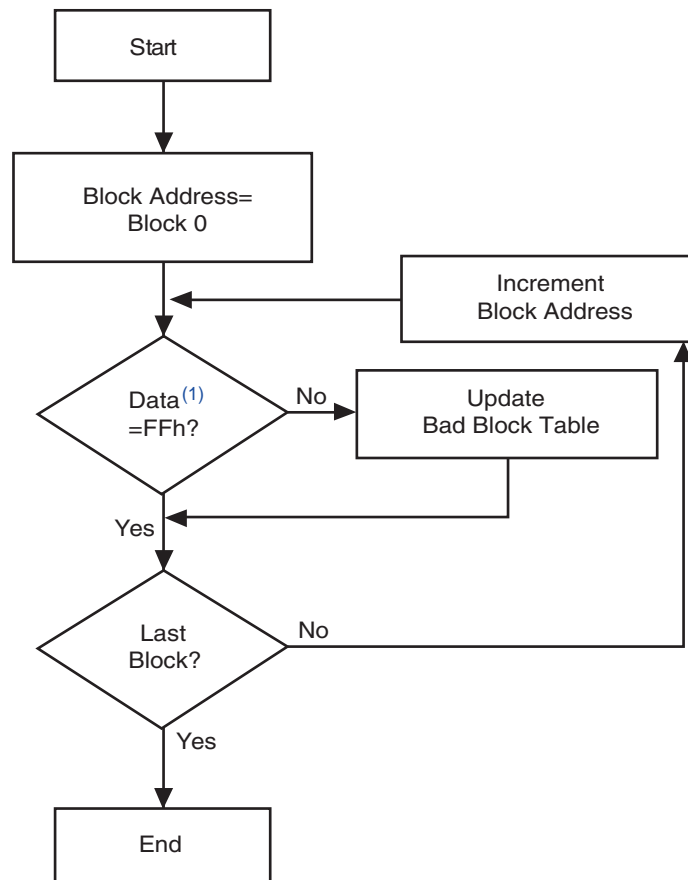 Start
Block Address=
Block 0
Increment
Block Address
Data(1)
=FFh?
No
Update
Bad Block Table
Yes
Last
Block?
No
Yes
End